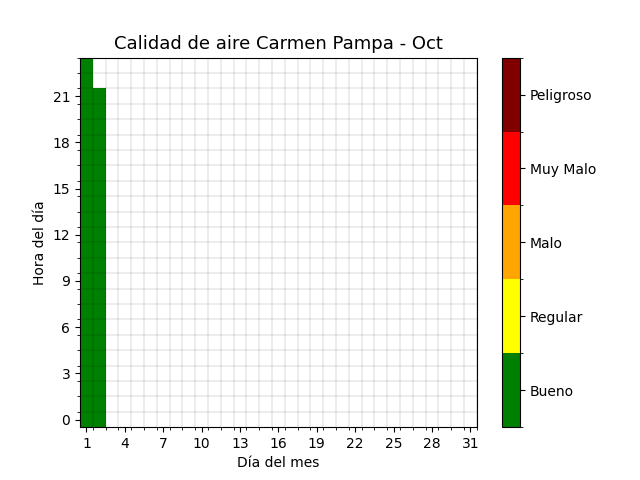 Calidad de aire Carmen Pampa - Oct
Hora del día
21
18
15
12
9
6
3
0
1 4 7 10 13 16 19 22 25 28 31
Día del mes
Peligroso
Muy Malo
Malo
Regular
Bueno